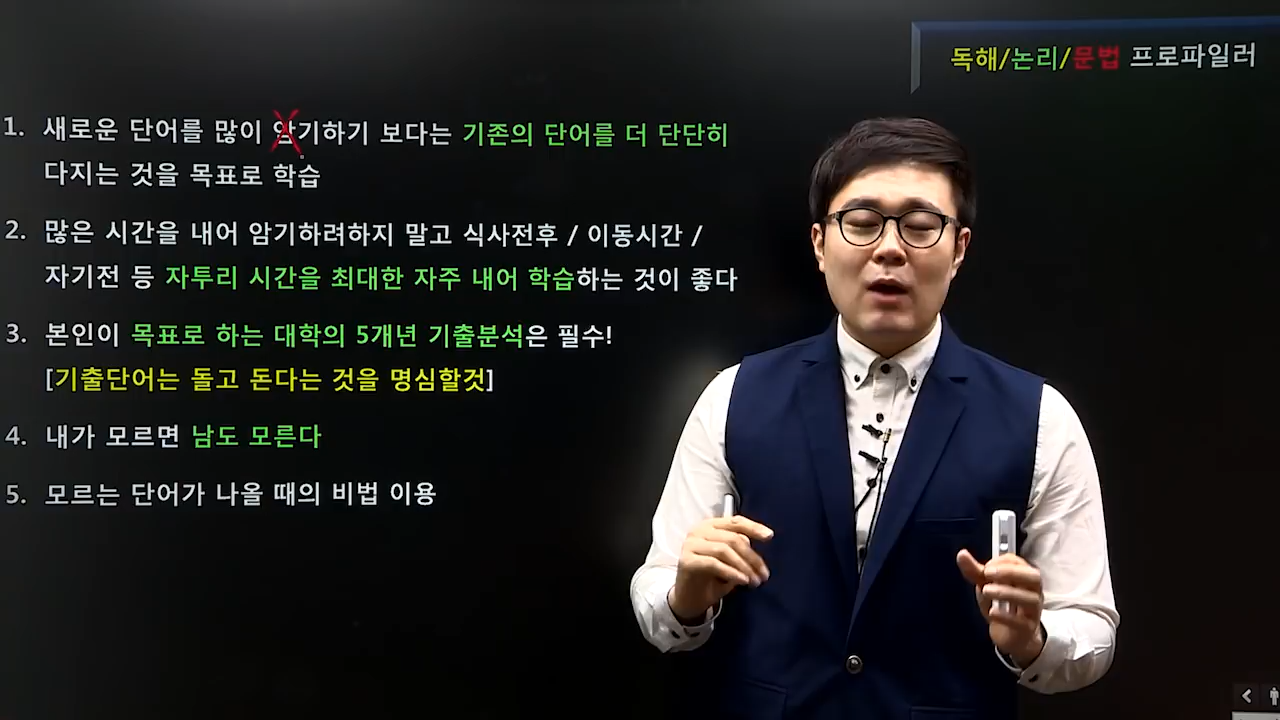 독해/논리/문법 프로파일러
1. 새로운 단어를 많이 암기하기 보다는 기존의 단어를 더 단단히
다지는 것을 목표로 학습
2. 많은 시간을 내어 암기하려하지 말고 식사전후 / 이동시간 /
자기전 등 자투리 시간을 최대한 자주 내어 학습하는 것이 좋다
3. 본인이 목표로 하는 대학의 5개년 기출분석은 필수!
[기출단어는 돌고 돈다는 것을 명심할것]
4. 내가 모르면 남도 모른다
5. 모르는 단어가 나올 때의 비법 이용